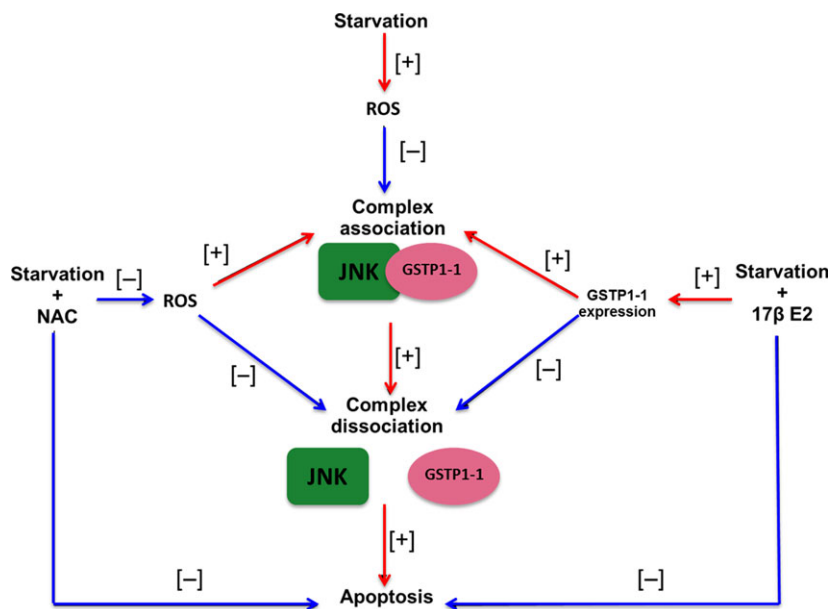 Starvation
[+]
ROS
[−]
Complex
association
JNK
GSTP1-1
[+]
[+]
Starvation
+
NAC
[−]
ROS
GSTP1-1
expression
[+]
Starvation
+
17β E2
[+]
[−]
[−]
Complex
dissociation
JNK
GSTP1-1
[+]
[−]
[−]
Apoptosis